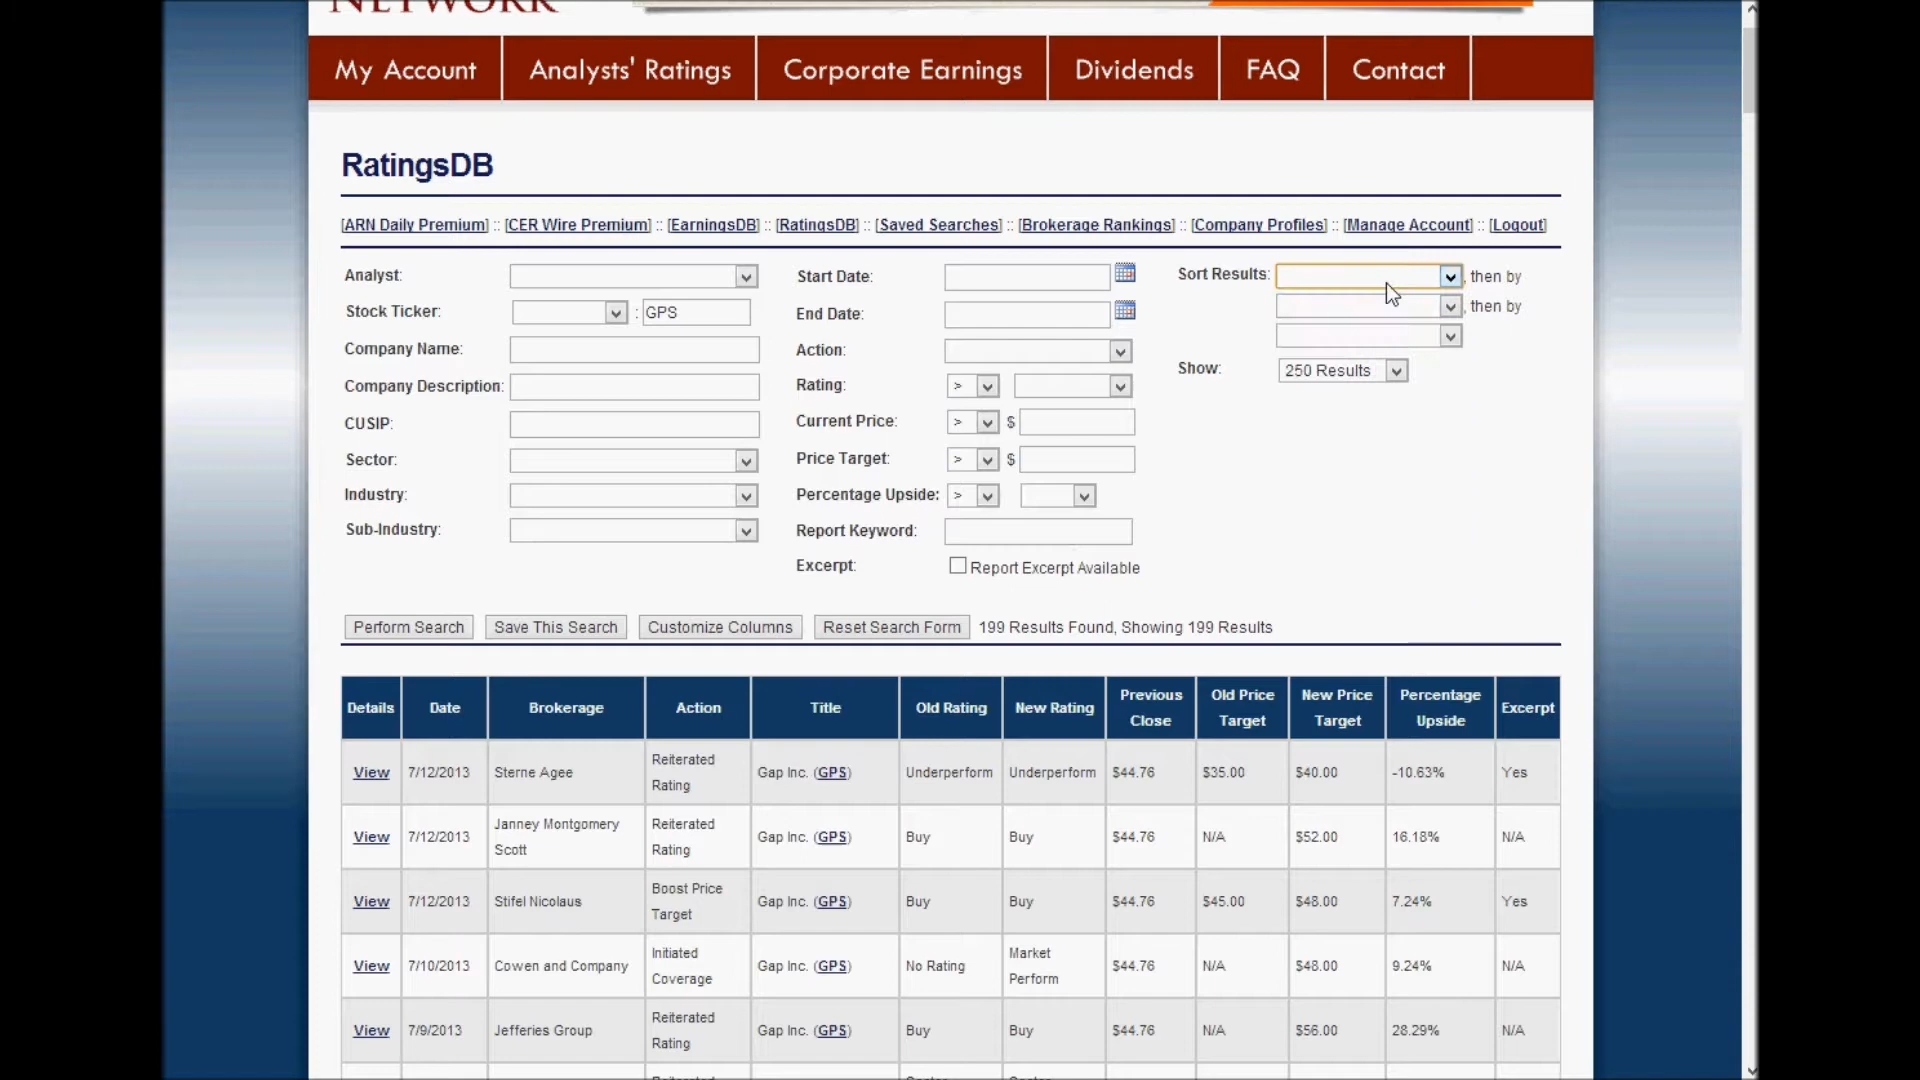 NETWORK
My Account Analysts' Ratings Corporate Earnings Dividends FAQ Contact
RatingsDB
[ARN Daily Premium] :: [CER Wire Premium] :: [EarningsDB] :: [RatingsDB] :: [Saved Searches] :: [Brokerage Rankings] :: [Company Profiles] :: [Manage Account] :: [Logout]
Analyst:
Stock Ticker: : GPS
Company Name:
Company Description:
CUSIP:
Sector:
Industry:
Sub-Industry:
Start Date:
End Date:
Action:
Rating: >
Current Price: > $
Price Target: > $
Percentage Upside: >
Report Keyword:
Excerpt: Report Excerpt Available
Sort Results: , then by
, then by
Show: 250 Results
Perform Search Save This Search Customize Columns Reset Search Form 199 Results Found, Showing 199 Results
Details Date Brokerage Action Title Old Rating New Rating Previous Close Old Price Target New Price Target Percentage Upside Excerpt
View 7/12/2013 Sterne Agee Reiterated Rating Gap Inc. (GPS) Underperform Underperform $44.76 $35.00 $40.00 -10.63% Yes
View 7/12/2013 Janney Montgomery Scott Reiterated Rating Gap Inc. (GPS) Buy Buy $44.76 N/A $52.00 16.18% N/A
View 7/12/2013 Stifel Nicolaus Boost Price Target Gap Inc. (GPS) Buy Buy $44.76 $45.00 $48.00 7.24% Yes
View 7/10/2013 Cowen and Company Initiated Coverage Gap Inc. (GPS) No Rating Market Perform $44.76 N/A $48.00 9.24% N/A
View 7/9/2013 Jefferies Group Reiterated Rating Gap Inc. (GPS) Buy Buy $44.76 N/A $56.00 28.29% N/A